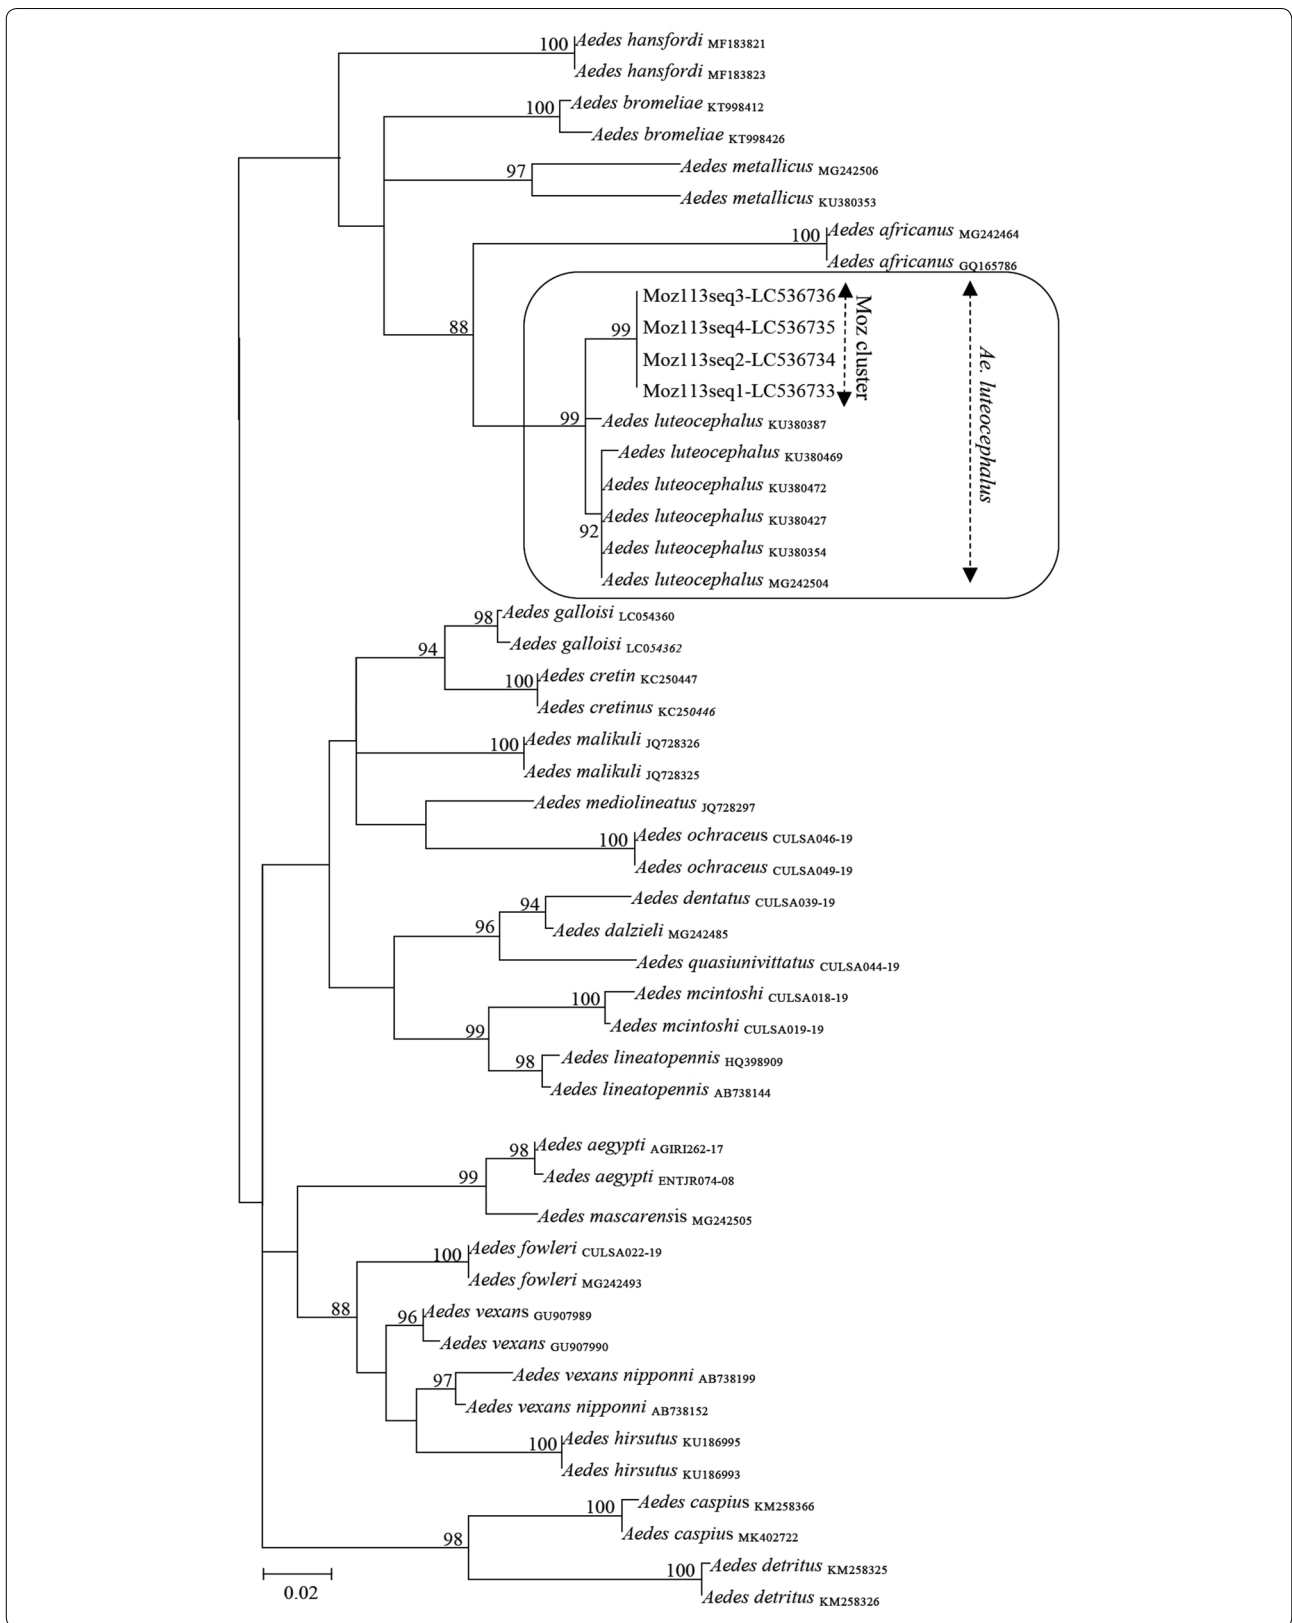 100
Aedes hansfordi MF183821
Aedes hansfordi MF183823
100
Aedes bromeliae KT998412
Aedes bromeliae KT998426
97
Aedes metallicus MG242506
Aedes metallicus KU380353
100
Aedes africanus MG242464
Aedes africanus GQ165786
88
99
Moz113seq3-LC536736
Moz113seq4-LC536735
Moz113seq2-LC536734
Moz113seq1-LC536733
Moz cluster
Ae. luteocephalus
99
Aedes luteocephalus KU380387
Aedes luteocephalus KU380469
Aedes luteocephalus KU380472
Aedes luteocephalus KU380427
92
Aedes luteocephalus KU380354
Aedes luteocephalus MG242504
98
Aedes galloisi LC054360
Aedes galloisi LC054362
94
100
Aedes cretin KC250447
Aedes cretinus KC250446
100
Aedes malikuli JQ728326
Aedes malikuli JQ728325
Aedes mediolineatus JQ728297
100
Aedes ochraceus CULSA046-19
Aedes ochraceus CULSA049-19
94
Aedes dentatus CULSA039-19
96
Aedes dalzieli MG242485
Aedes quasiunivittatus CULSA044-19
100
Aedes mcintoshi CULSA018-19
Aedes mcintoshi CULSA019-19
99
98
Aedes lineatopennis HQ398909
Aedes lineatopennis AB738144
98
Aedes aegypti AGIRI262-17
99
Aedes aegypti ENTJR074-08
Aedes mascarensis MG242505
100
Aedes fowleri CULSA022-19
Aedes fowleri MG242493
88
96
Aedes vexans GU907989
Aedes vexans GU907990
97
Aedes vexans nipponni AB738199
Aedes vexans nipponni AB738152
100
Aedes hirsutus KU186995
Aedes hirsutus KU186993
100
Aedes caspius KM258366
Aedes caspius MK402722
98
100
Aedes detritus KM258325
Aedes detritus KM258326
0.02